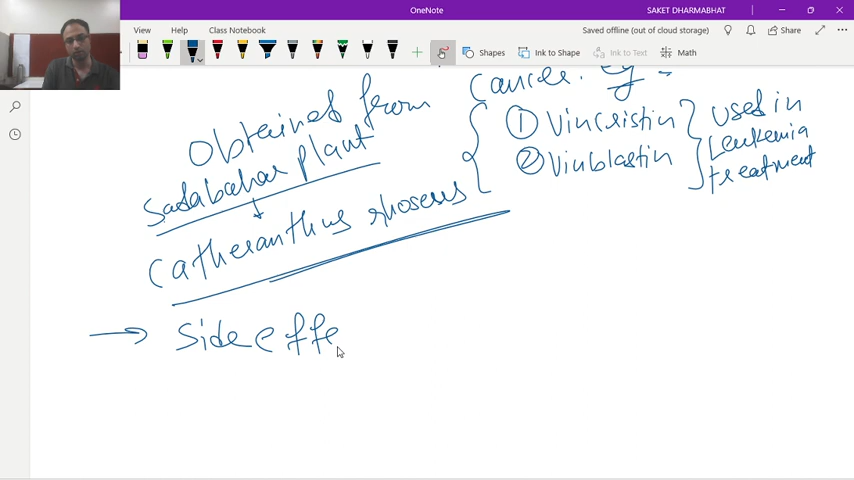 OneNote
SAKET DHARMABHAT
View Help Class Notebook
Saved offline (out of cloud storage)
Share
Shapes
Ink to Shape
Ink to Text
Math
Cancer. eg :
Obtained from
Sadabahar plant
Catheranthus rhoseus
① Vincristin
② Vinblastin
used in
Leukemia
treatment
→ Side effe